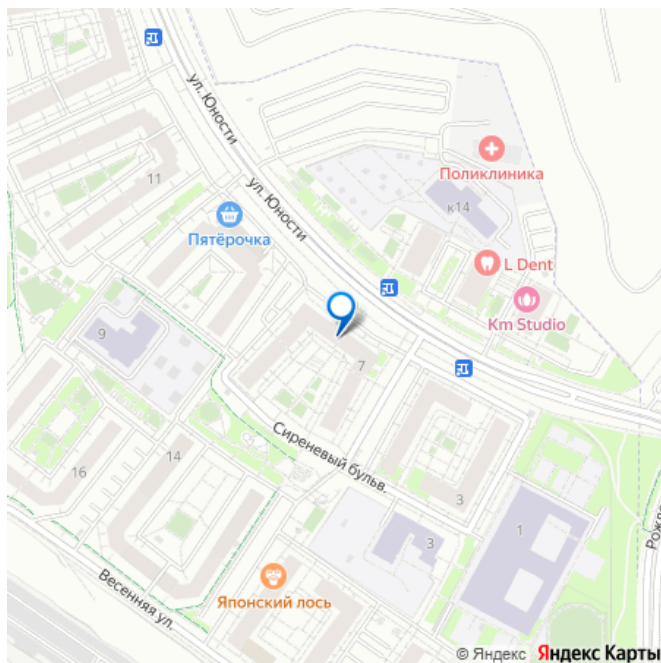 ул. Юности
Поликлиника
11
ул. Юности
к14
Пятёрочка
L Dent
Km Studio
9
7
Сиреневый бульв.
14
16
3
1
3
Весенняя ул.
Японский лось
© Яндекс Яндекс Карты